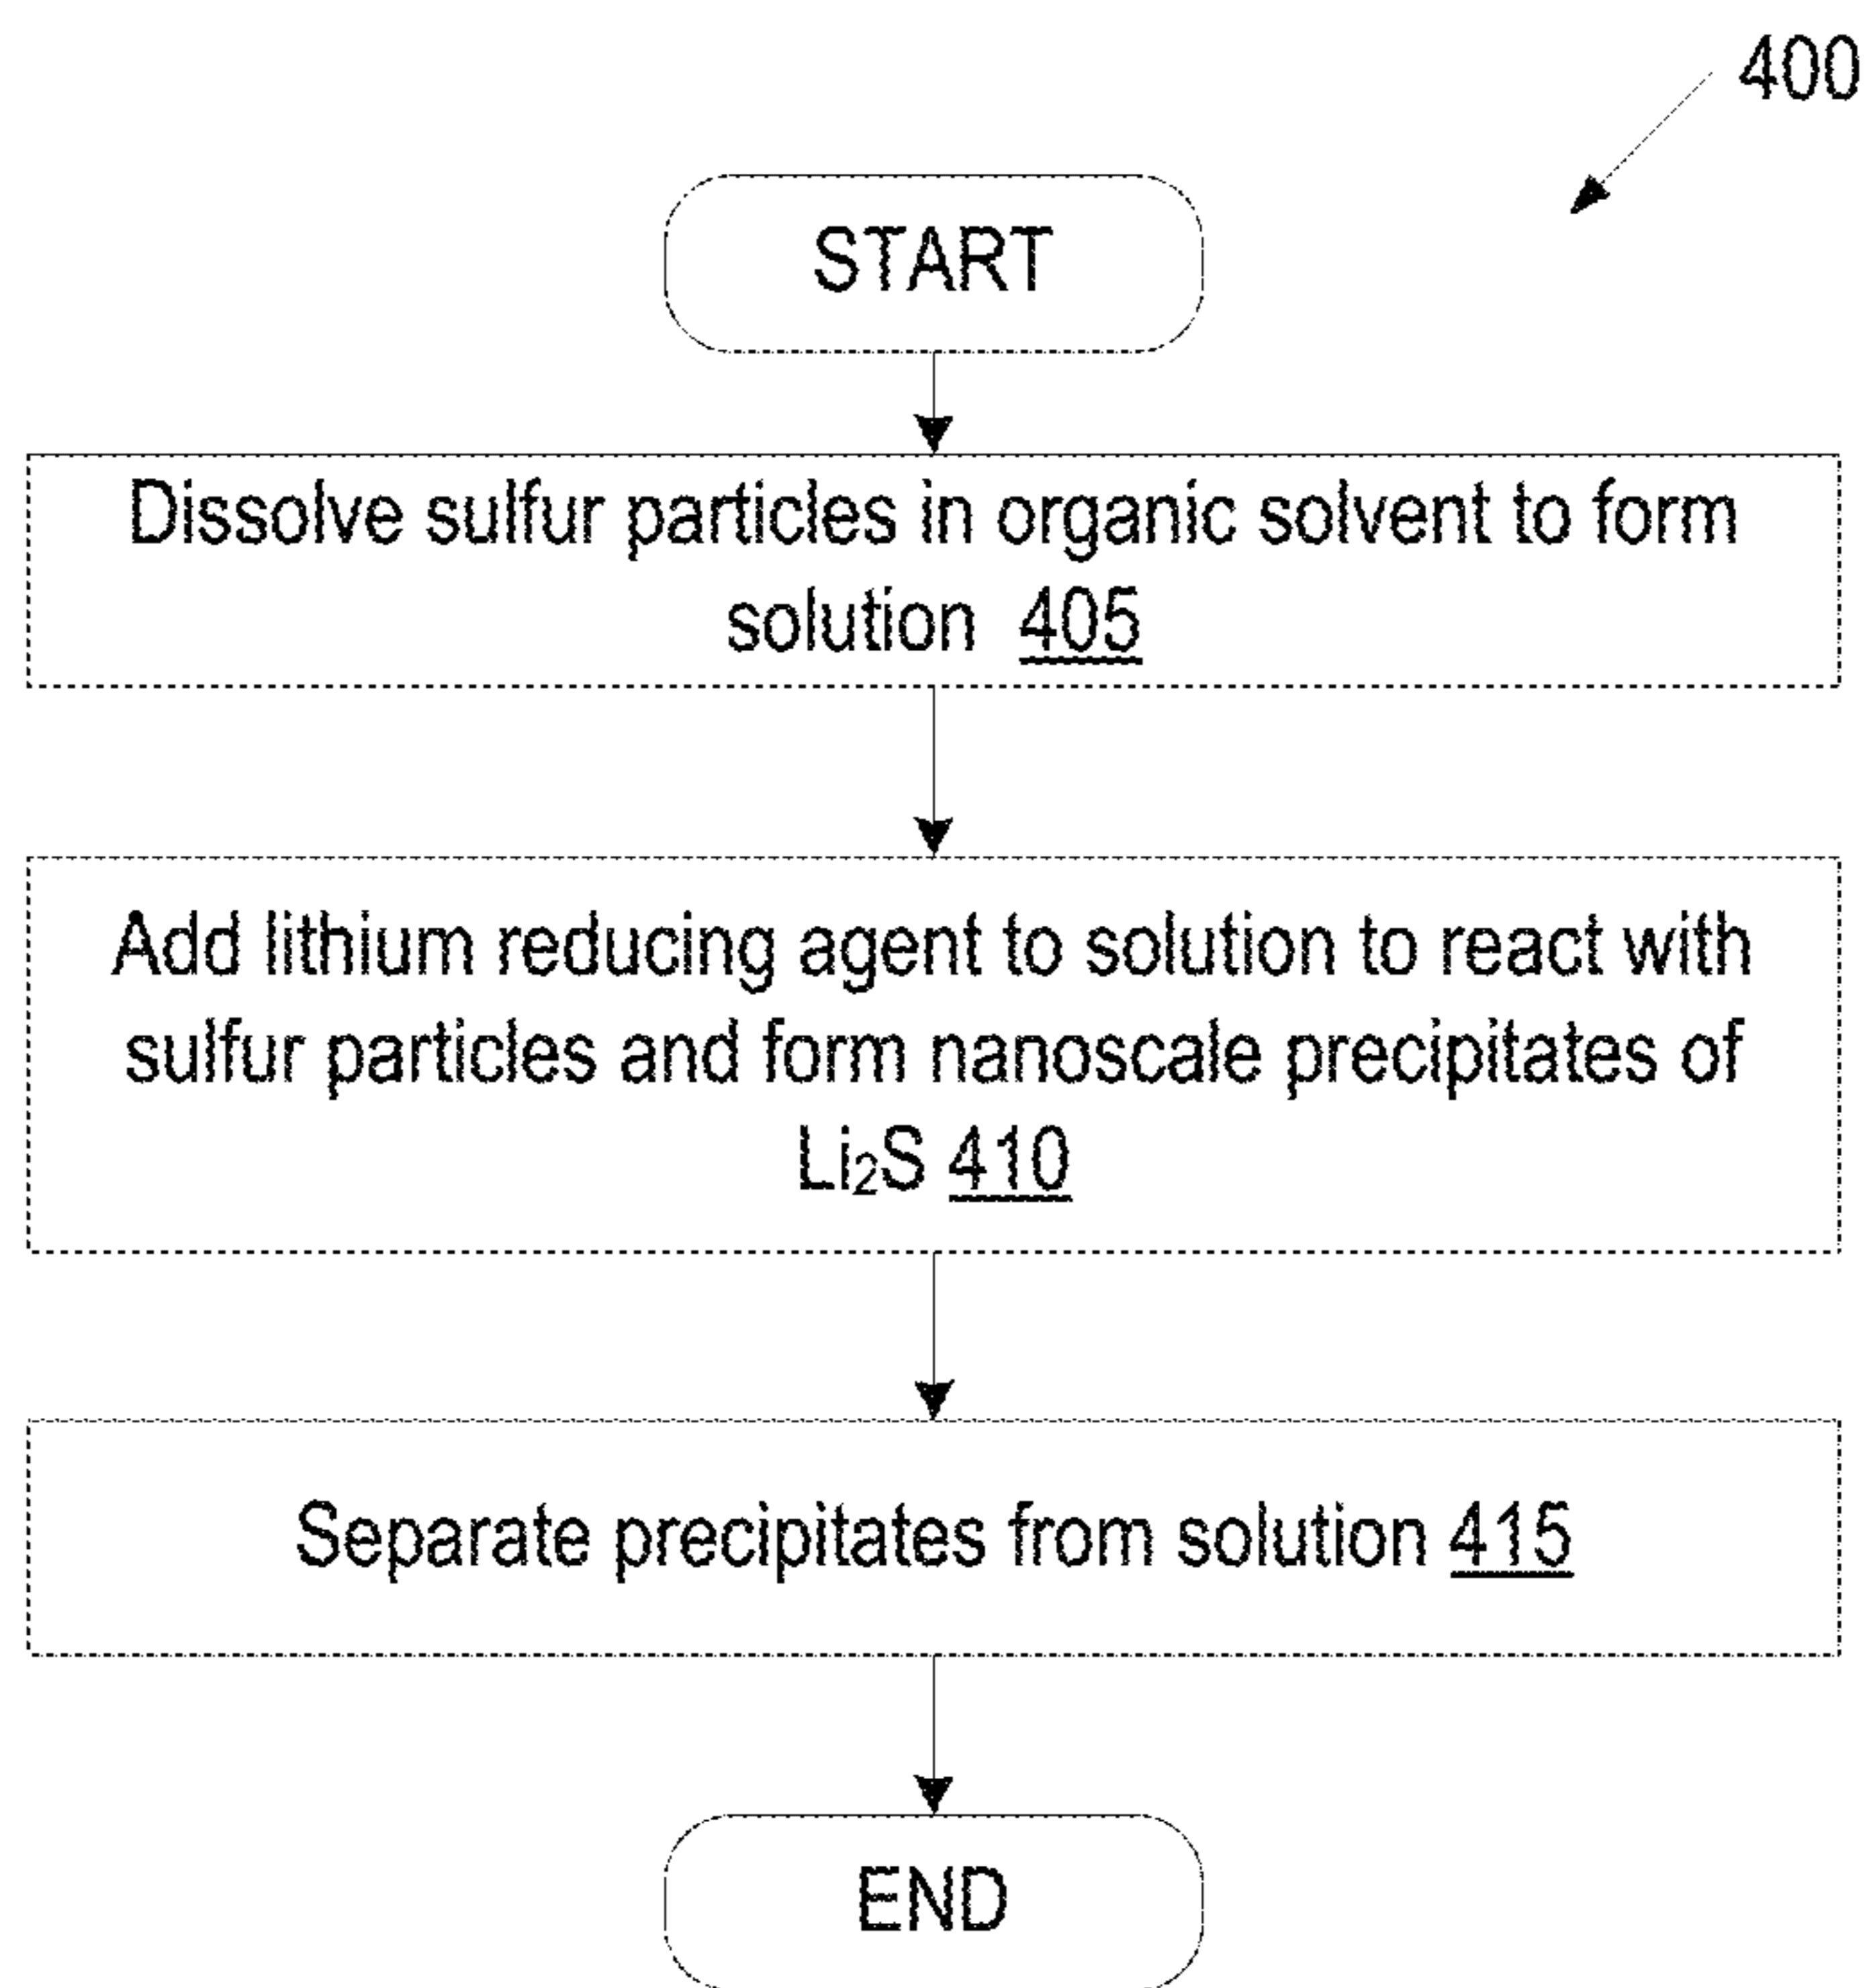 400
START
Dissolve sulfur particles in organic solvent to form
solution 405
Add lithium reducing agent to solution to react with
sulfur particles and form nanoscale precipitates of
Li₂S 410
Separate precipitates from solution 415
END